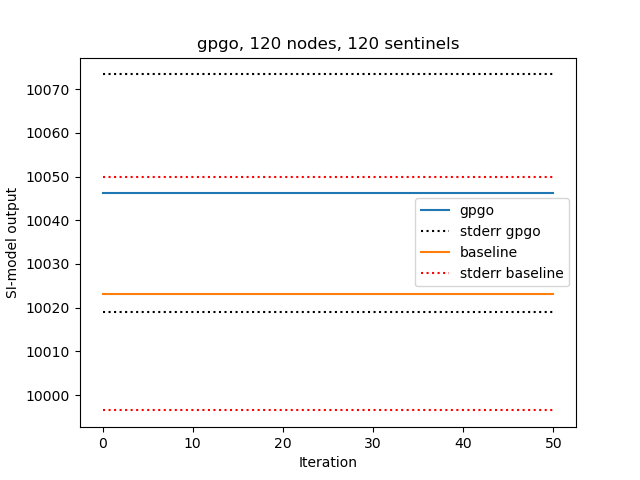 gpgo, 120 nodes, 120 sentinels
SI-model output
10070
10060
10050
10040
10030
10020
10010
10000
gpgo
stderr gpgo
baseline
stderr baseline
0 10 20 30 40 50
Iteration